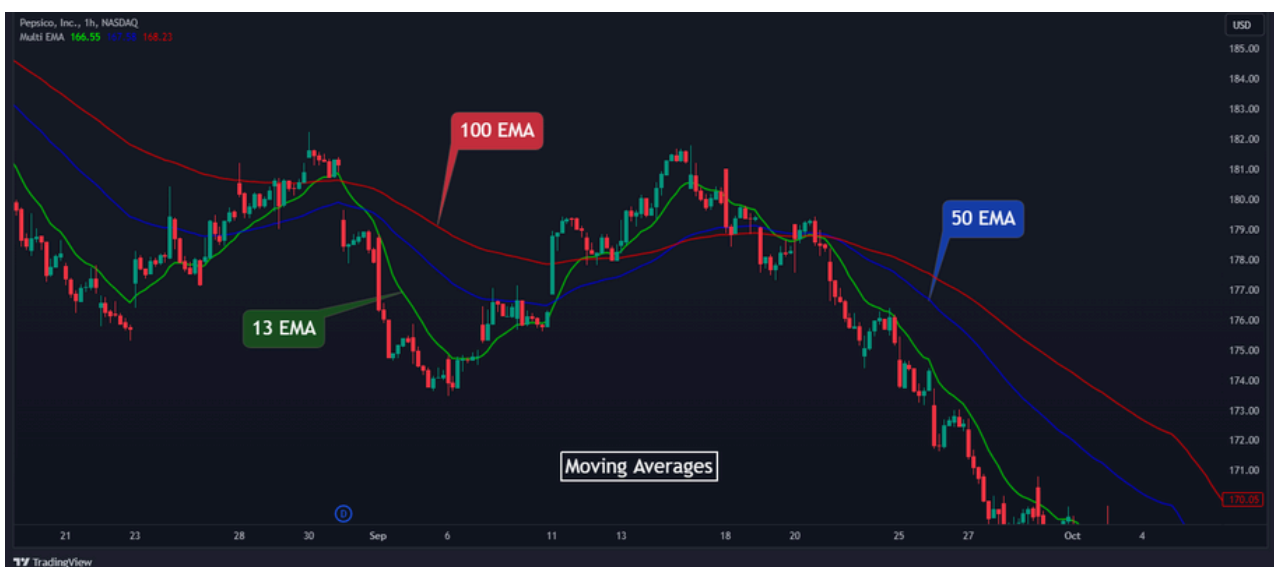 Pepsico, Inc., 1h, NASDAQ
USD
Multi EMA 166.55 168.23
185.00
184.00
183.00
182.00
100 EMA
181.00
180.00
50 EMA
179.00
178.00
177.00
13 EMA
176.00
175.00
174.00
173.00
172.00
Moving Averages
171.00
170.05
D
21 23 28 30 Sep 6 11 13 18 20 25 27 Oct 4
TradingView